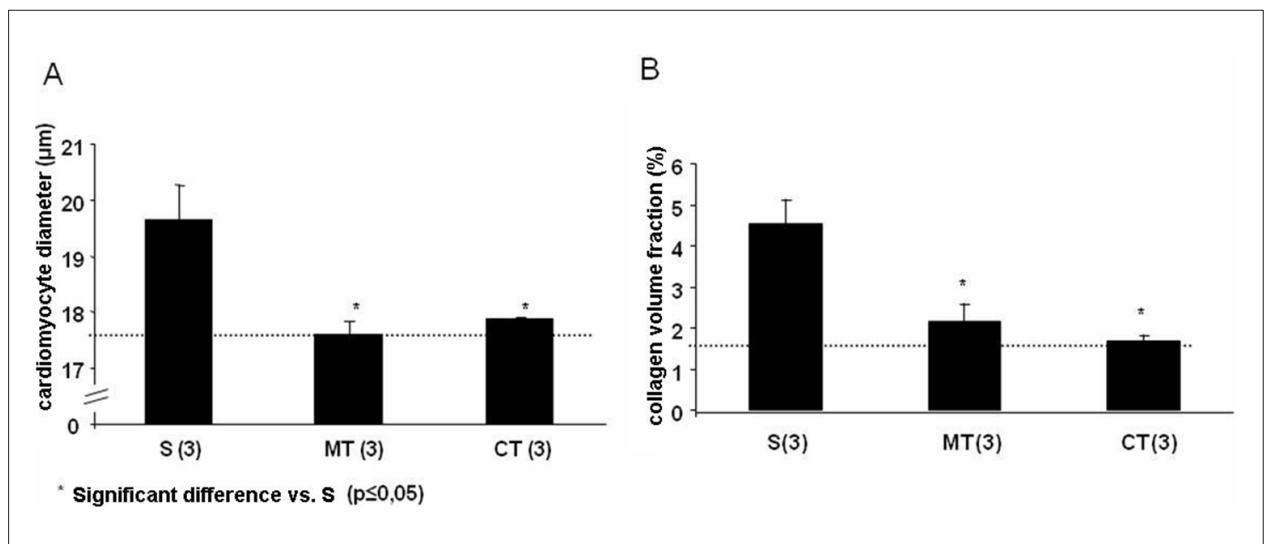 A
cardiomyocyte diameter (µm)
21
20
19
18
17
0
S (3) MT (3) CT (3)
* *
* Significant difference vs. S (p≤0,05)
B
collagen volume fraction (%)
6
5
4
3
2
1
0
S(3) MT(3) CT(3)
* *